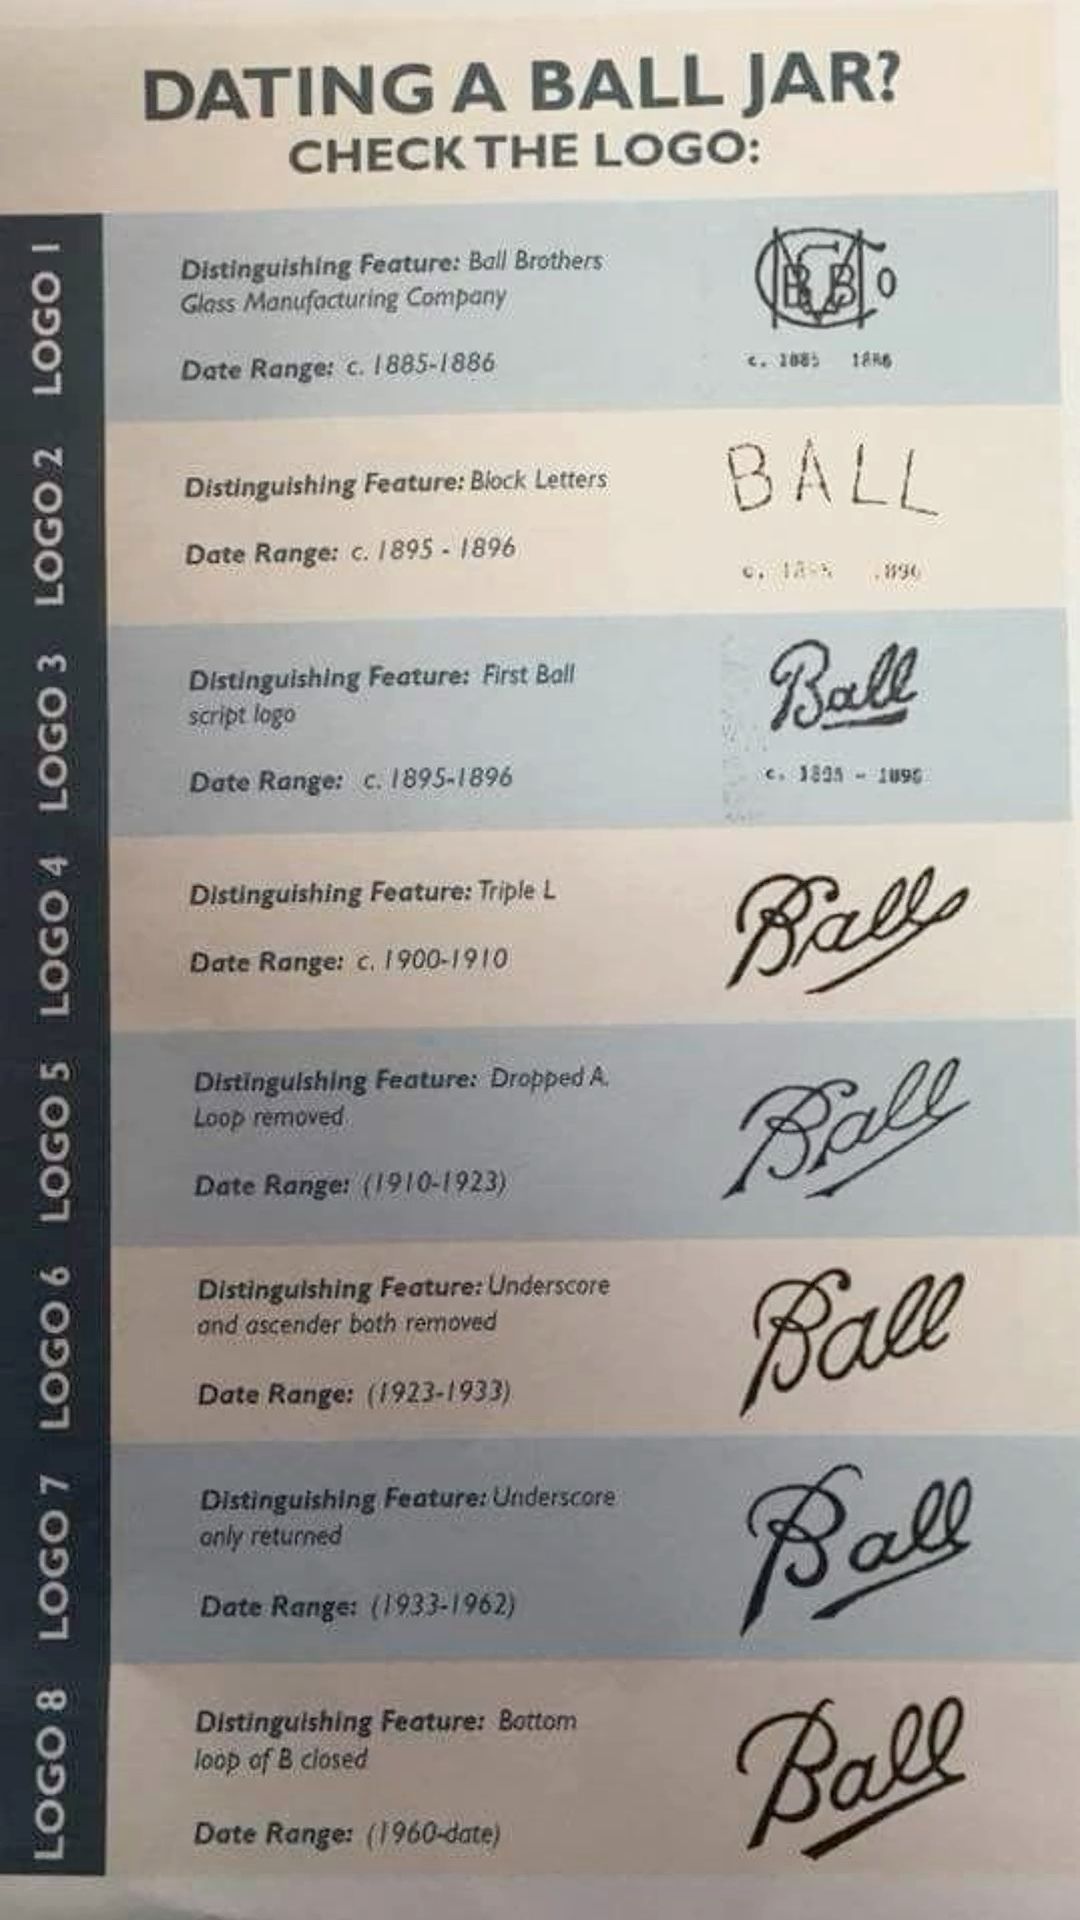 DATING A BALL JAR?
CHECK THE LOGO:
LOGO 1
Distinguishing Feature: Ball Brothers
Glass Manufacturing Company
Date Range: c. 1885-1886
c. 1885 1886
LOGO 2
Distinguishing Feature: Block Letters
Date Range: c. 1895 - 1896
BALL
LOGO 3
Distinguishing Feature: First Ball
script logo
Date Range: c. 1895-1896
Ball
c. 1895 - 1896
LOGO 4
Distinguishing Feature: Triple L
Date Range: c. 1900-1910
Ball
LOGO 5
Distinguishing Feature: Dropped A.
Loop removed
Date Range: (1910-1923)
Ball
LOGO 6
Distinguishing Feature: Underscore
and ascender both removed
Date Range: (1923-1933)
Ball
LOGO 7
Distinguishing Feature: Underscore
only returned
Date Range: (1933-1962)
Ball
LOGO 8
Distinguishing Feature: Bottom
loop of B closed
Date Range: (1960-date)
Ball